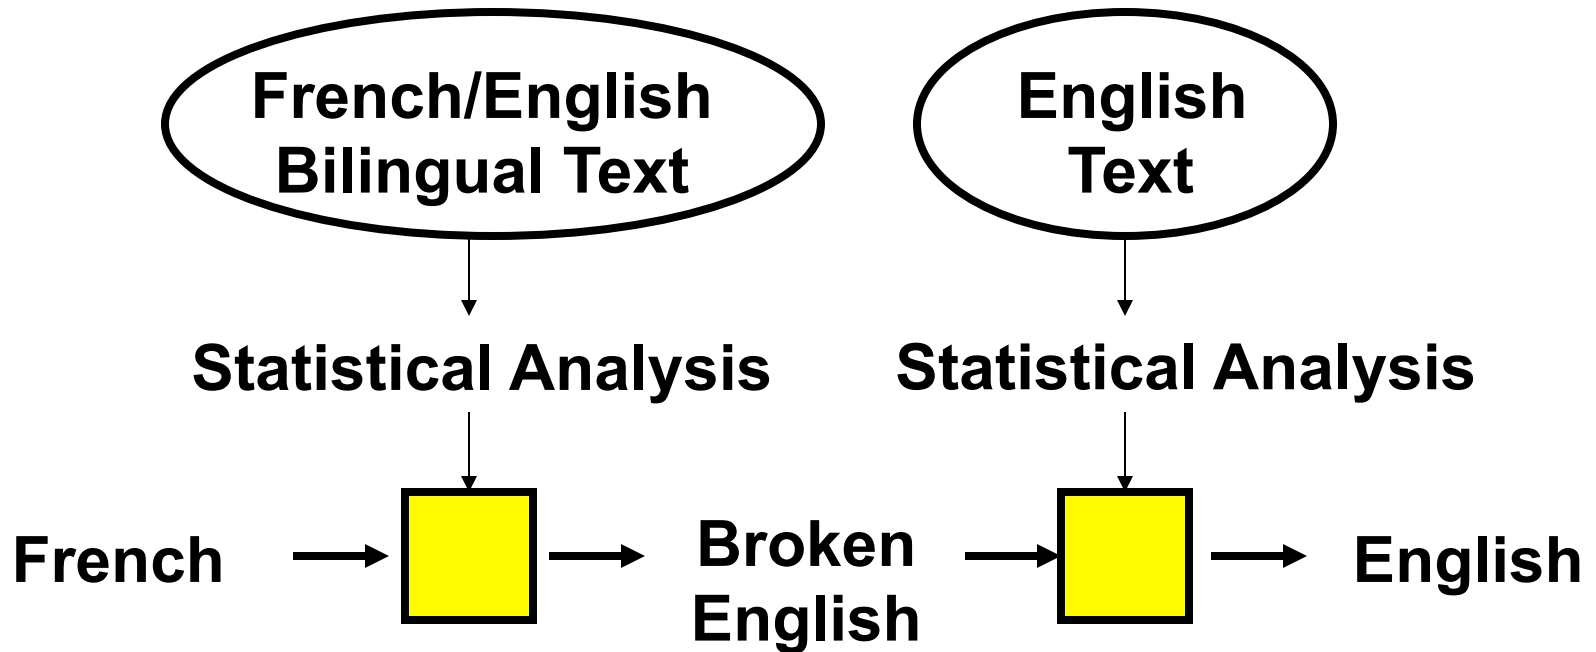 French/English
Bilingual Text
English
Text
Statistical Analysis
Statistical Analysis
French
Broken
English
English